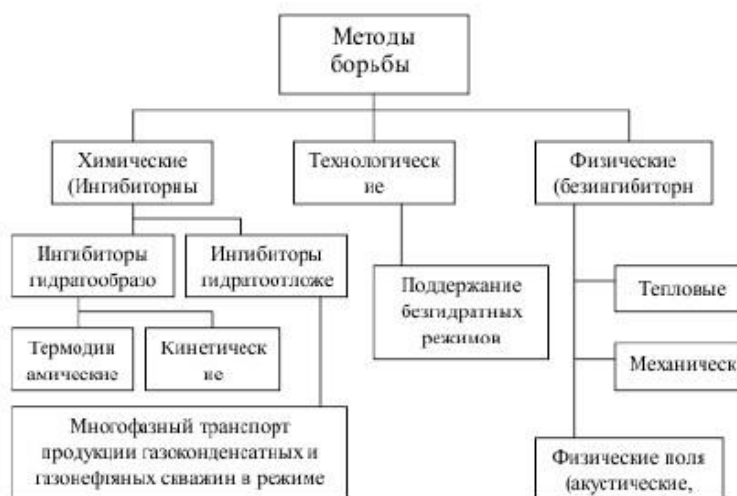 Методы
борьбы
Химические
(Ингибиторны
Технологическ
ие
Физические
(безингибиторн
Ингибиторы
гидратообразо
Ингибиторы
гидратоотложе
Поддержание
безгидратных
режимов
Тепловые
Термодин
амические
Кинетическ
ие
Механическ
Многофазный транспорт
продукции газоконденсатных и
газонефтяных скважин в режиме
Физические поля
(акустические,